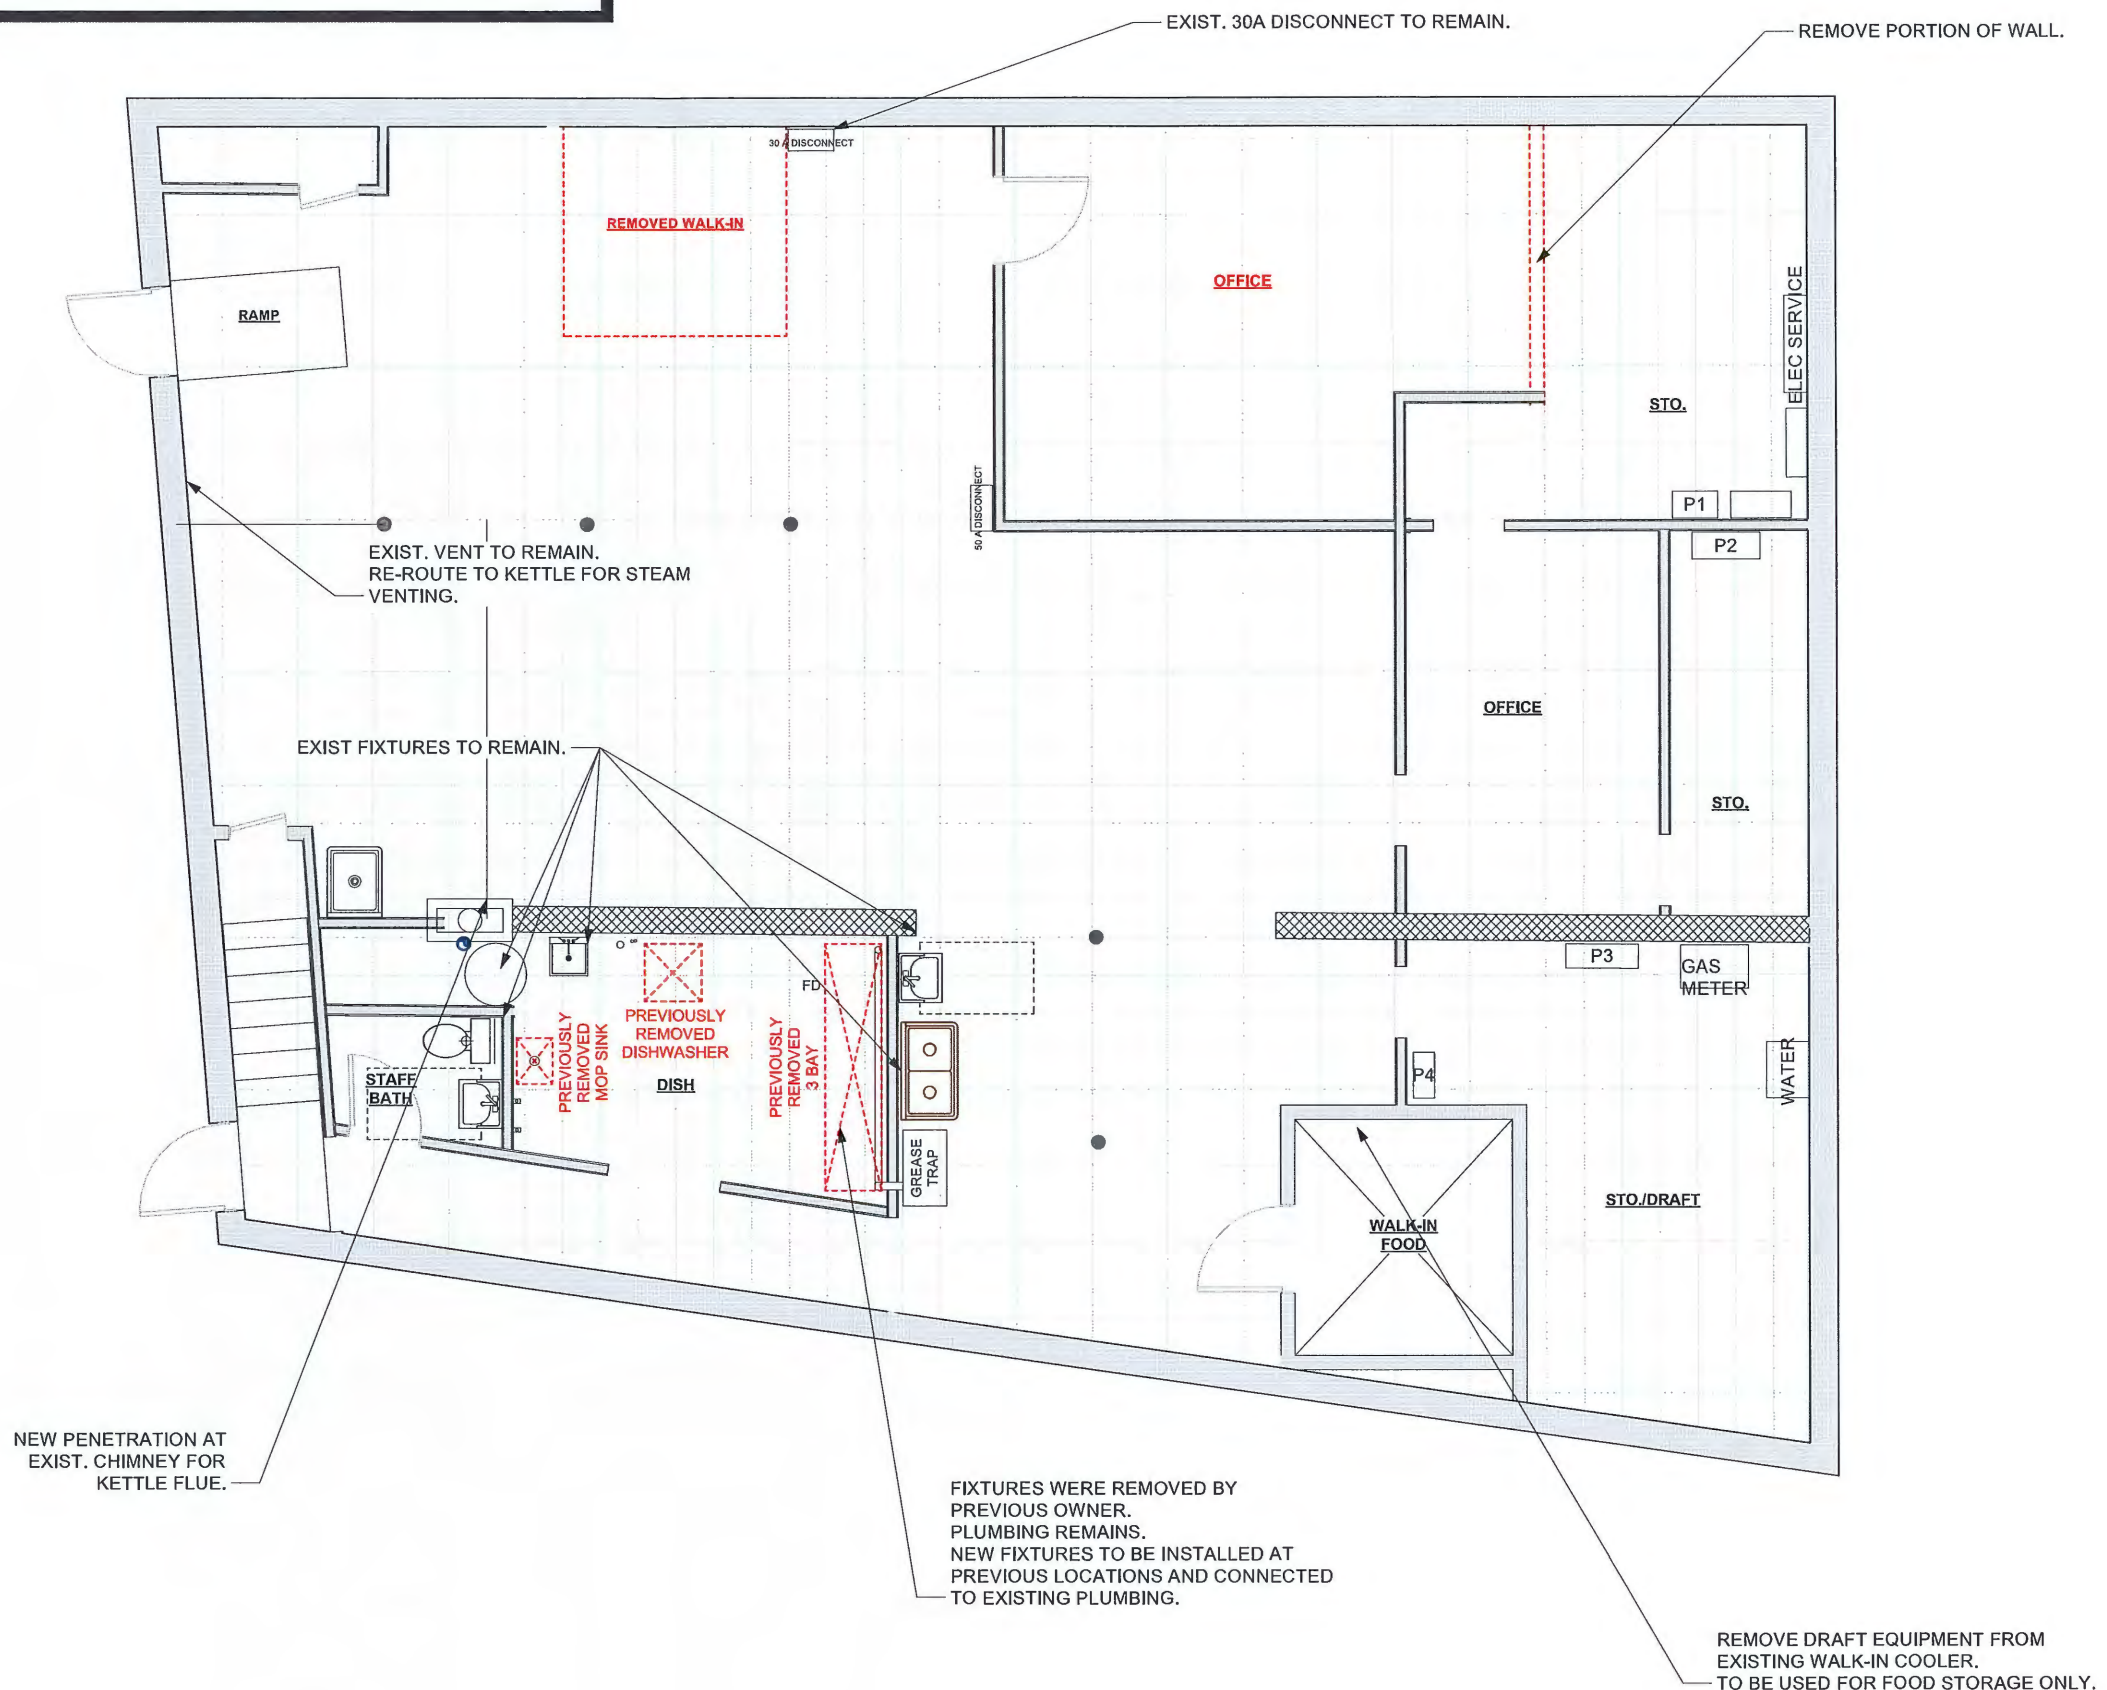 EXIST. 30A DISCONNECT TO REMAIN.
REMOVE PORTION OF WALL.
30 A DISCONNECT
REMOVED WALK-IN
OFFICE
RAMP
ELEC SERVICE
STO.
50 A DISCONNECT
P1
P2
EXIST. VENT TO REMAIN.
RE-ROUTE TO KETTLE FOR STEAM
VENTING.
OFFICE
EXIST FIXTURES TO REMAIN.
STO.
P3
GAS
METER
FD
PREVIOUSLY
REMOVED
MOP SINK
PREVIOUSLY
REMOVED
DISHWASHER
PREVIOUSLY
REMOVED
3 BAY
DISH
STAFF
BATH
P4
WATER
GREASE
TRAP
STO./DRAFT
WALK-IN
FOOD
NEW PENETRATION AT
EXIST. CHIMNEY FOR
KETTLE FLUE.
FIXTURES WERE REMOVED BY
PREVIOUS OWNER.
PLUMBING REMAINS.
NEW FIXTURES TO BE INSTALLED AT
PREVIOUS LOCATIONS AND CONNECTED
TO EXISTING PLUMBING.
REMOVE DRAFT EQUIPMENT FROM
EXISTING WALK-IN COOLER.
TO BE USED FOR FOOD STORAGE ONLY.